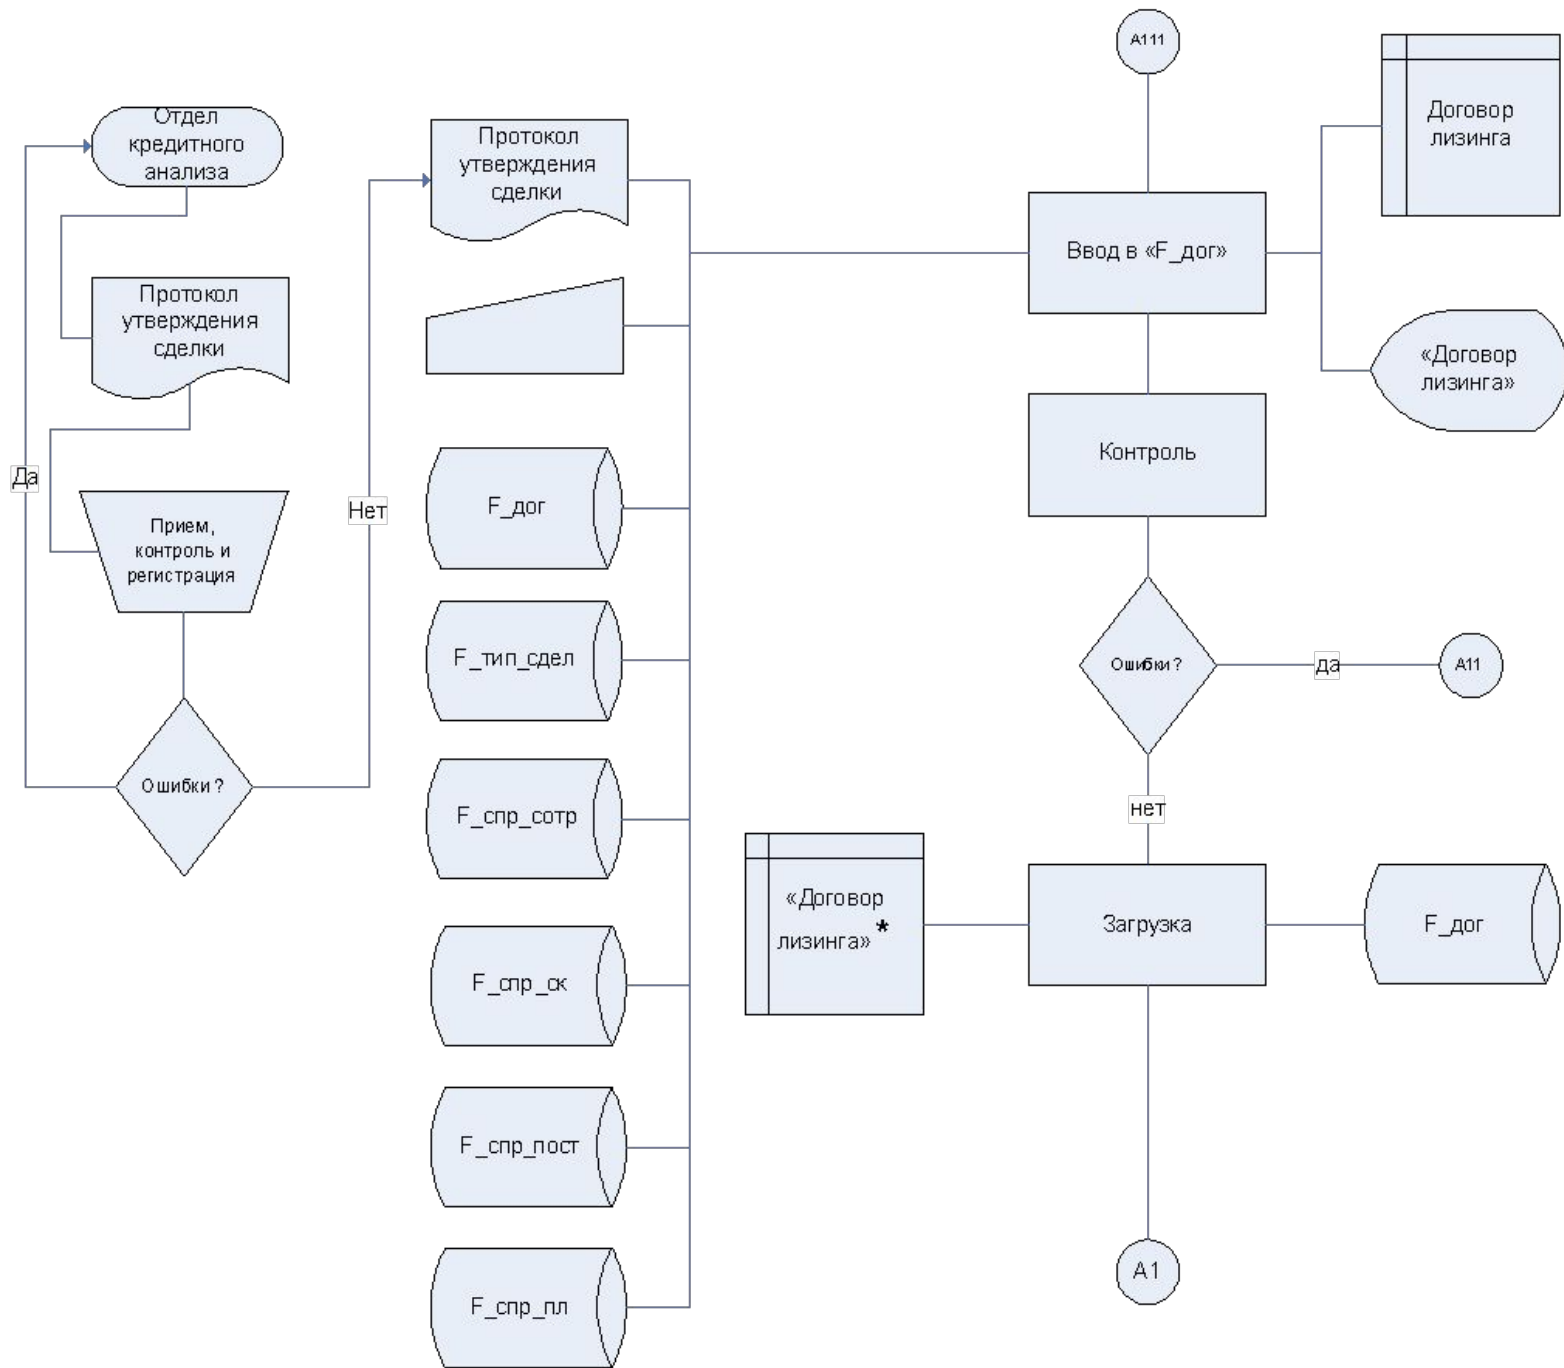 Отдел
кредитного
анализа
Протокол
утверждения
сделки
Да
Прием,
контроль и
регистрация
Ошибки ?
Нет
Протокол
утверждения
сделки
F_дог
F_тип_сдел
F_спр_сотр
F_спр_ск
F_спр_пост
F_спр_пл
А111
Ввод в «F_дог»
Договор
лизинга
«Договор
лизинга»
Контроль
Ошибки ?
да
А11
нет
«Договор
лизинга» *
Загрузка
F_дог
А1